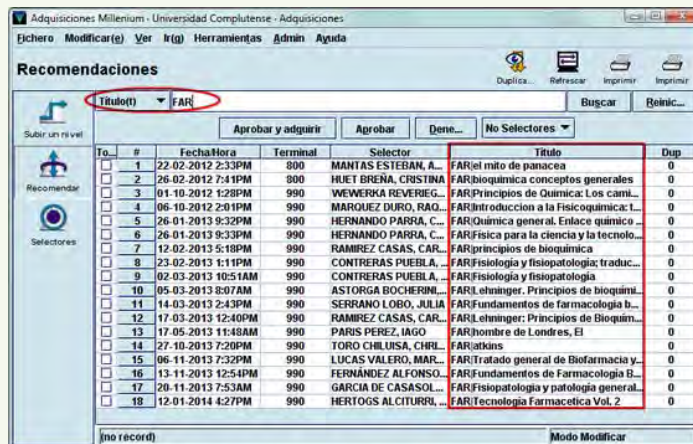 Adquisiciones Millenium - Universidad Complutense - Adquisiciones
Fichero Modificar(e) Ver Ir(g) Herramientas Admin Ayuda
Recomendaciones
Duplica... Refrescar Imprimir Imprimir
Título(t) FAR Buscar Reinic...
Subir un nivel
Aprobar y adquirir Aprobar Dene... No Selectores
To... # Fecha/Hora Terminal Selector Título Dup
1 22-02-2012 2:33PM 800 MANTAS ESTEBAN, A... FAR|el mito de panacea 0
2 26-02-2012 7:41PM 800 HUET BREÑA, CRISTINA FAR|bioquimica conceptos generales 0
3 01-10-2012 1:28PM 990 WEWERKA REVERIEG... FAR|Principios de Quimica: Los cami... 0
4 06-10-2012 2:01PM 990 MARQUEZ DURO, RAQ... FAR|Introduccion a la Fisicoquimica: t... 0
5 26-01-2013 9:32PM 990 HERNANDO PARRA, C... FAR|Química general. Enlace químico ... 0
6 26-01-2013 9:33PM 990 HERNANDO PARRA, C... FAR|Física para la ciencia y la tecnolo... 0
7 12-02-2013 5:18PM 990 RAMIREZ CASAS, CAR... FAR|principios de bioquimica 0
8 23-02-2013 1:11PM 990 CONTRERAS PUEBLA, ... FAR|Fisiología y fisiopatología; traduc... 0
9 02-03-2013 10:51AM 990 CONTRERAS PUEBLA, ... FAR|Fisiología y fisiopatología 0
10 05-03-2013 8:07AM 990 ASTORGA BOCHERINI,... FAR|Lehninger. Principios de bioquími... 0
11 14-03-2013 2:43PM 990 SERRANO LOBO, JULIA FAR|Fundamentos de farmacología b... 0
12 17-03-2013 12:40PM 990 RAMIREZ CASAS, CAR... FAR|Lehninger: Principios de Bioquim... 0
13 17-05-2013 11:48AM 990 PARIS PEREZ, IAGO FAR|hombre de Londres, El 0
14 27-10-2013 7:20PM 990 TORO CHILUISA, CHRI... FAR|atkins 0
15 06-11-2013 7:32PM 990 LUCAS VALERO, MAR... FAR|Tratado general de Biofarmacia y... 0
16 13-11-2013 12:54PM 990 FERNÁNDEZ ALFONSO... FAR|Fundamentos de Farmacología B... 0
17 20-11-2013 7:53AM 990 GARCIA DE CASASOL... FAR|Fisiopatología y patología general... 0
18 12-01-2014 4:27PM 990 HERTOGS ALCITURRI, ... FAR|Tecnología Farmacetica Vol. 2 0
Recomendar
Selectores
(no record) Modo Modificar